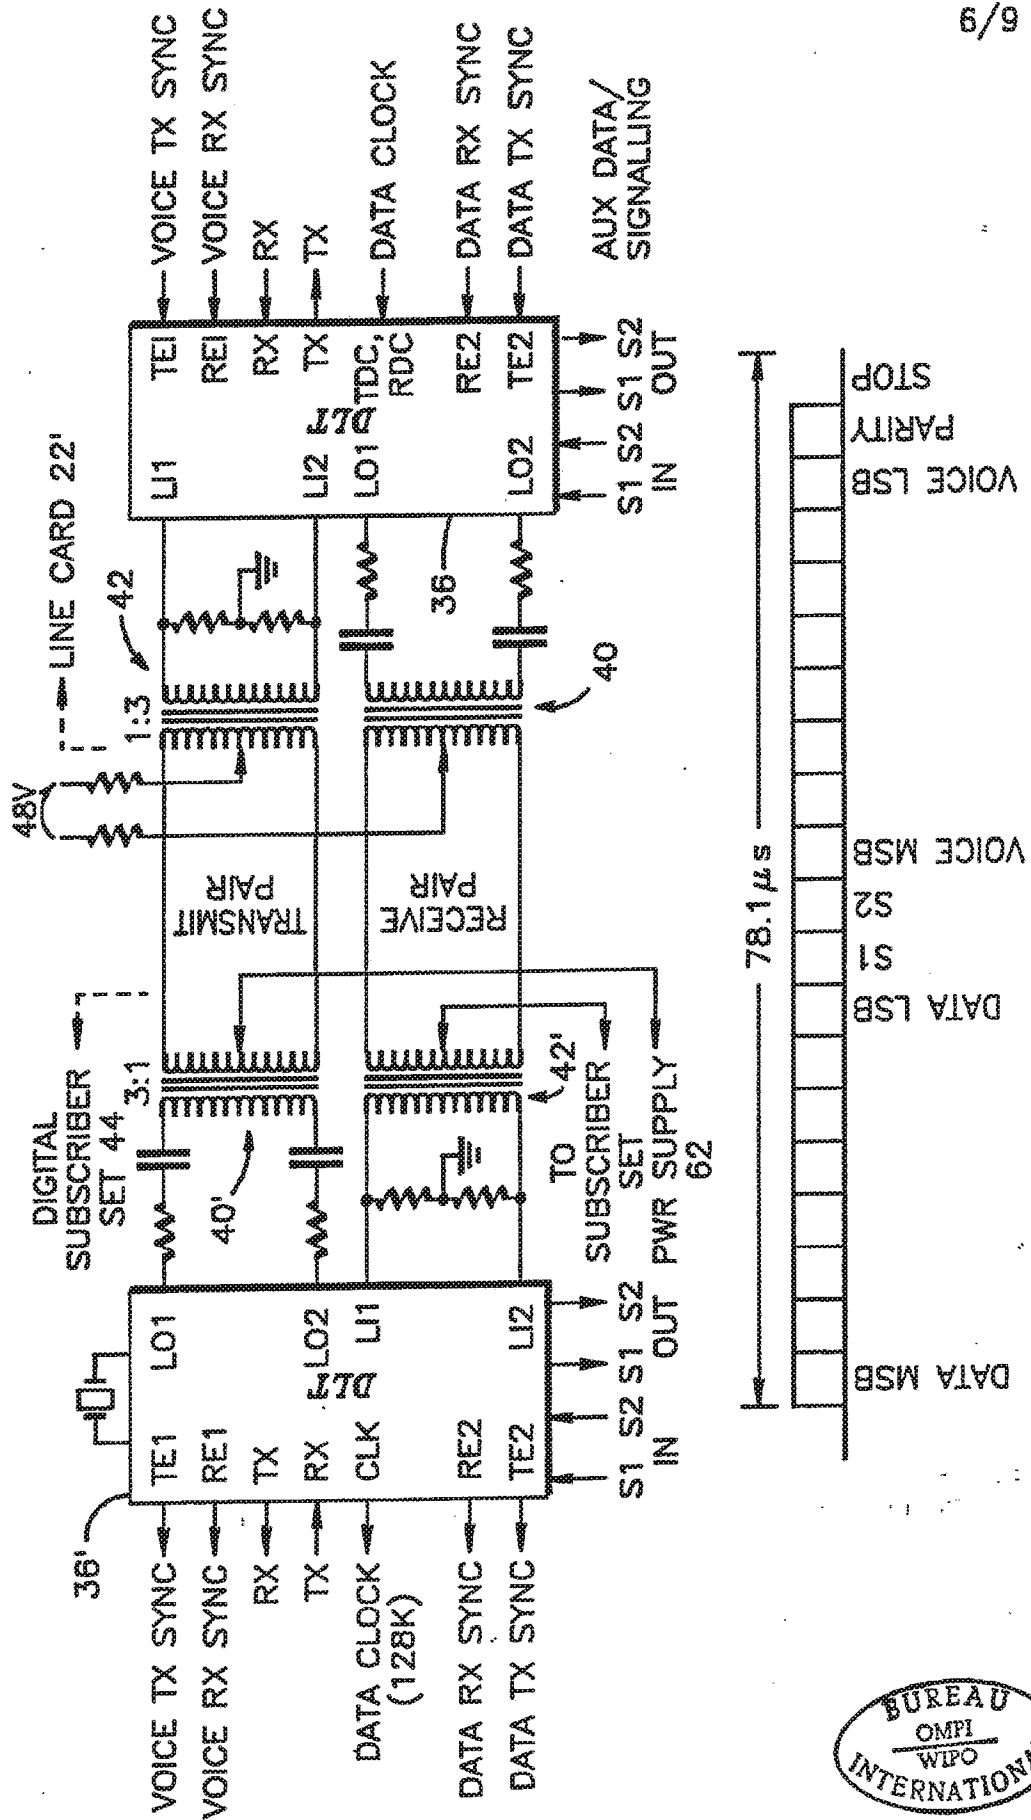 6/9
DIGITAL
SUBSCRIBER
SET 44
LINE CARD 22'
48V
36'
3:1
40'
1:3
42
VOICE TX SYNC
VOICE RX SYNC
RX
TX
DATA CLOCK
(128K)
DATA RX SYNC
DATA TX SYNC
TE1
RE1
TX
RX
CLK
RE2
TE2
DLT
LO1
LO2
LI1
LI2
S1 S2 S1 S2
IN OUT
TRANSMIT
PAIR
RECEIVE
PAIR
42'
TO
SUBSCRIBER
SET
PWR SUPPLY
62
40
36
LI1
LI2
LO1
LO2
DLT
TEI
REI
RX
TX
TDC,
RDC
RE2
TE2
S1 S2 S1 S2
IN OUT
VOICE TX SYNC
VOICE RX SYNC
RX
TX
DATA CLOCK
DATA RX SYNC
DATA TX SYNC
AUX DATA/
SIGNALLING
78.1 μs
DATA MSB
DATA LSB
S1
S2
VOICE MSB
VOICE LSB
PARITY
STOP
BUREAU
OMPI
WIPO